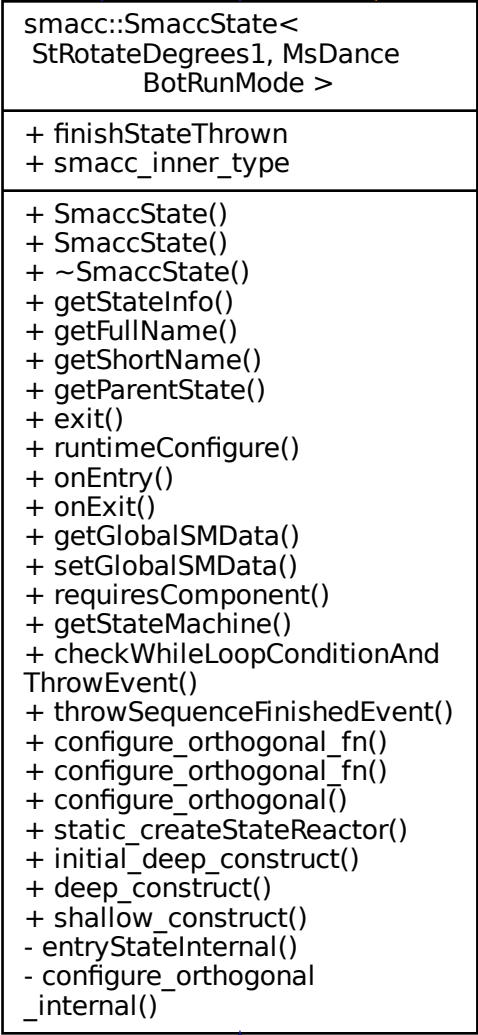 smacc::SmaccState<
StRotateDegrees1, MsDance
BotRunMode >
+ finishStateThrown
+ smacc_inner_type
+ SmaccState()
+ SmaccState()
+ ~SmaccState()
+ getStateInfo()
+ getFullName()
+ getShortName()
+ getParentState()
+ exit()
+ runtimeConfigure()
+ onEntry()
+ onExit()
+ getGlobalSMData()
+ setGlobalSMData()
+ requiresComponent()
+ getStateMachine()
+ checkWhileLoopConditionAnd
ThrowEvent()
+ throwSequenceFinishedEvent()
+ configure_orthogonal_fn()
+ configure_orthogonal_fn()
+ configure_orthogonal()
+ static_createStateReactor()
+ initial_deep_construct()
+ deep_construct()
+ shallow_construct()
- entryStateInternal()
- configure_orthogonal
_internal()